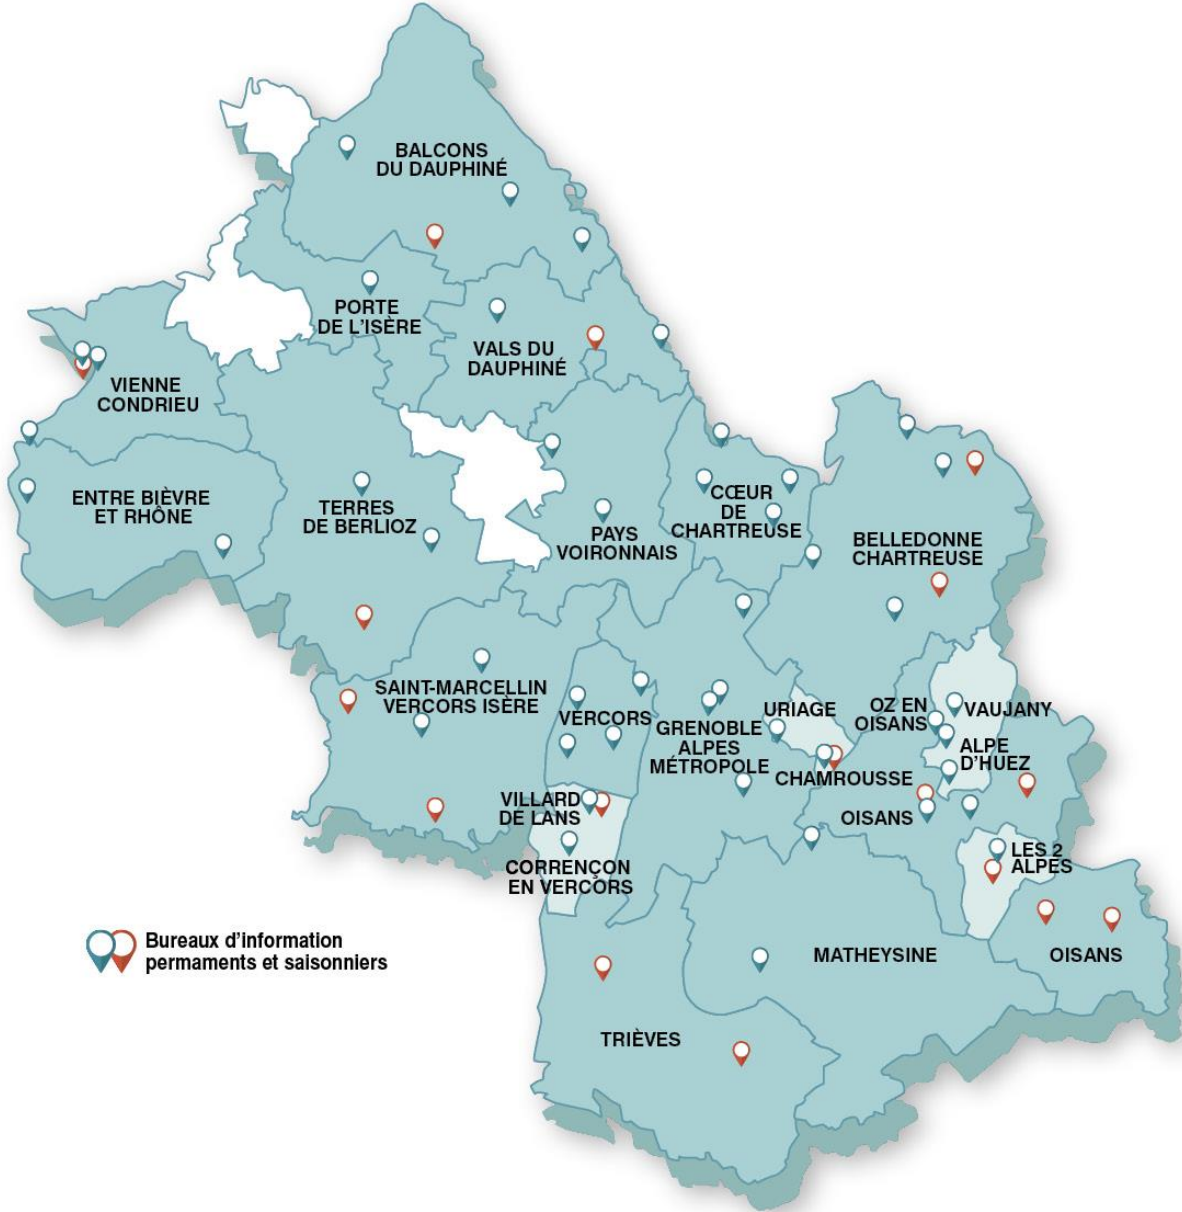 BALCONS
DU DAUPHINÉ
PORTE
DE L'ISÈRE
VALS DU
DAUPHINÉ
VIENNE
CONDRIEU
ENTRE BIÈVRE
ET RHÔNE
TERRES
DE BERLIOZ
PAYS
VOIRONNAIS
CŒUR
DE
CHARTREUSE
BELLEDONNE
CHARTREUSE
SAINT-MARCELLIN
VERCORS ISÈRE
VERCORS
GRENOBLE
ALPES
MÉTROPOLE
URIAGE
OZ EN
OISANS
VAUJANY
ALPE
D'HUEZ
CHAMROUSSE
OISANS
VILLARD
DE LANS
CORRENÇON
EN VERCORS
LES 2
ALPES
MATHEYSINE
OISANS
TRIÈVES
Bureaux d'information
permaments et saisonniers